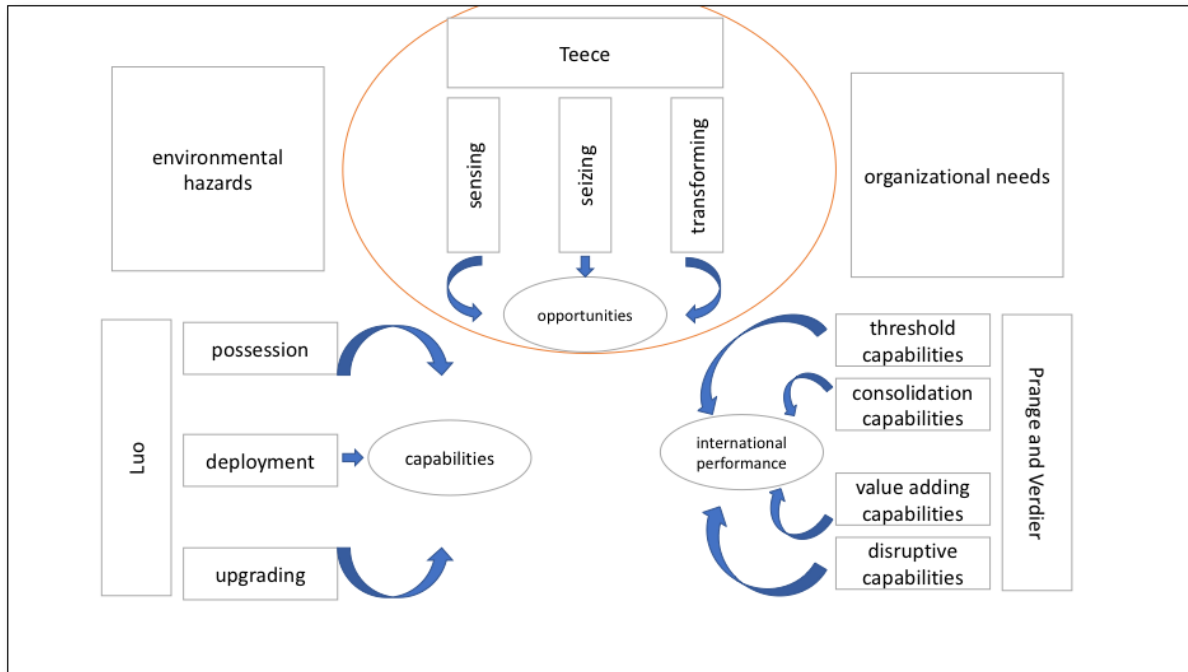 Teece
environmental
hazards
sensing
seizing
transforming
organizational needs
opportunities
Luo
possession
deployment
upgrading
capabilities
international
performance
threshold
capabilities
consolidation
capabilities
value adding
capabilities
disruptive
capabilities
Prange and Verdier